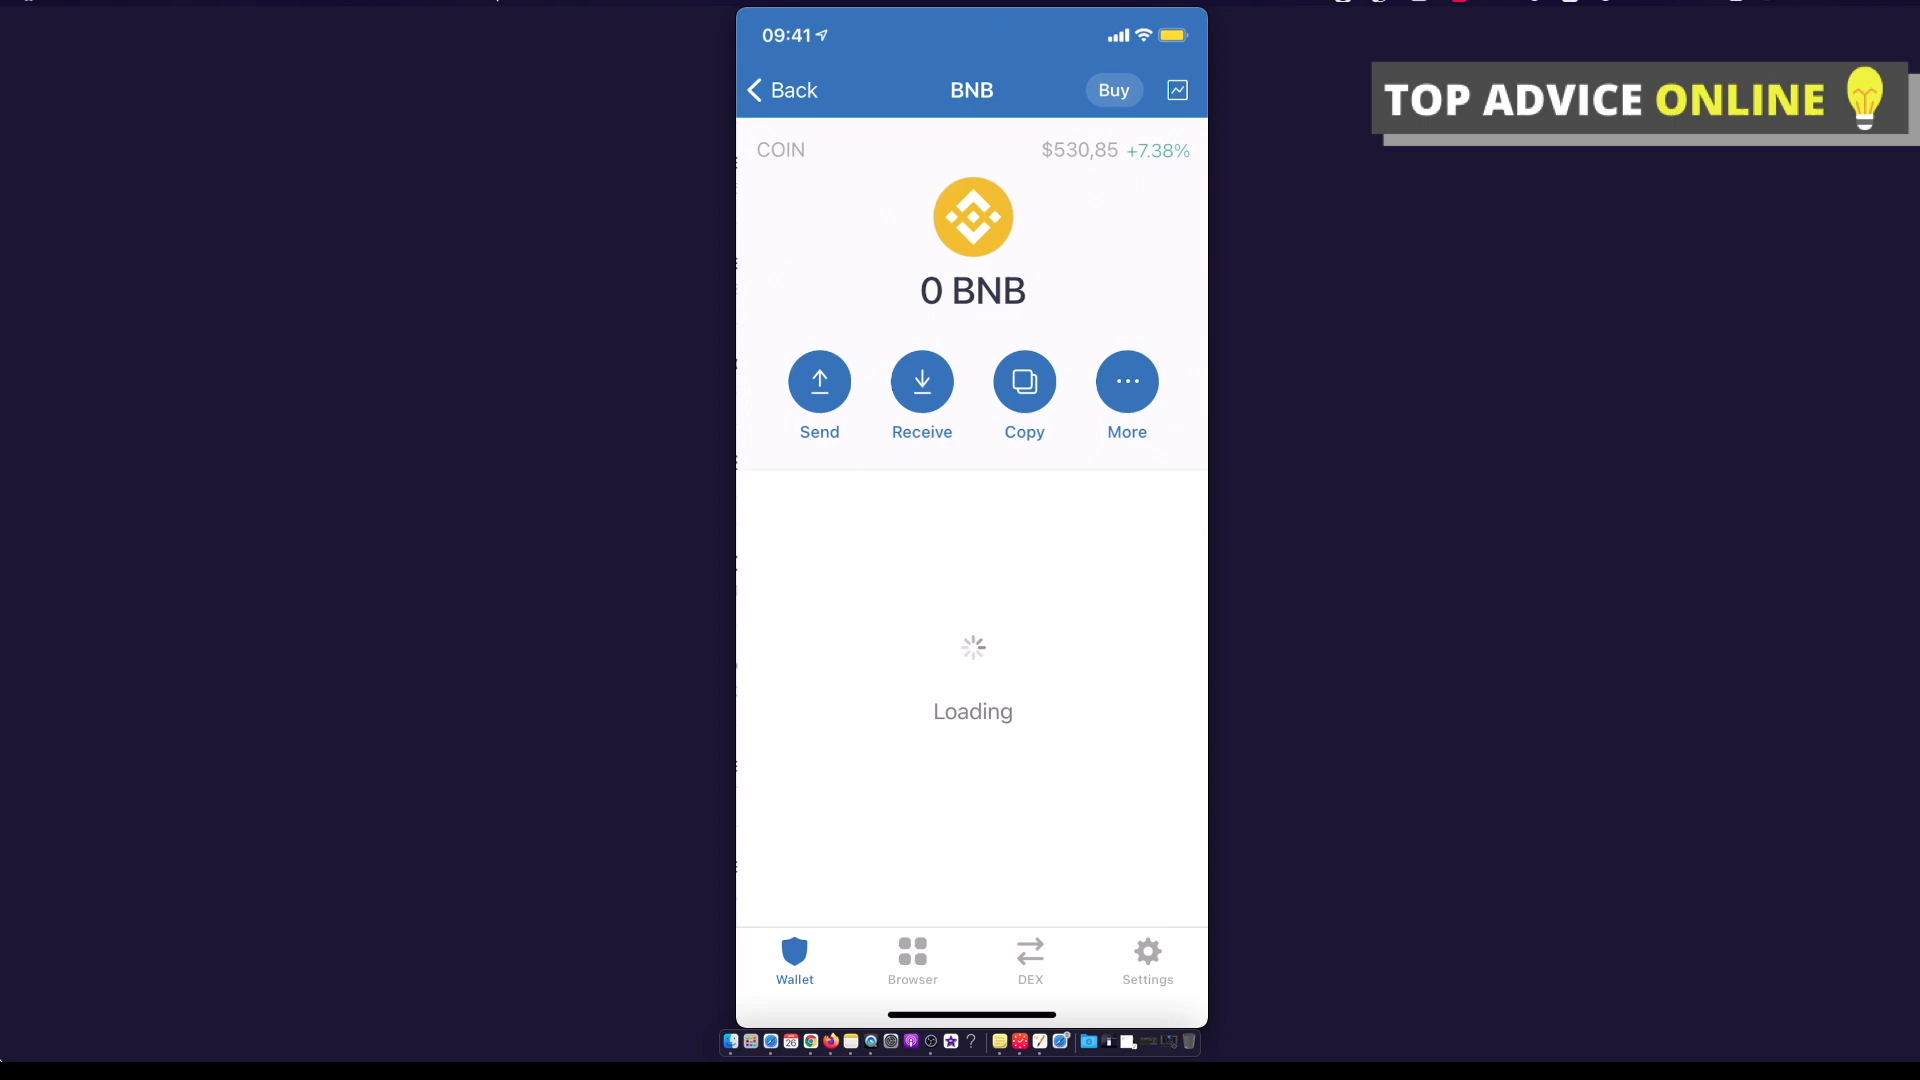 09:41
Back
BNB
Buy
TOP ADVICE ONLINE
COIN
$530,85 +7.38%
0 BNB
Send
Receive
Copy
More
Loading
Wallet
Browser
DEX
Settings
26